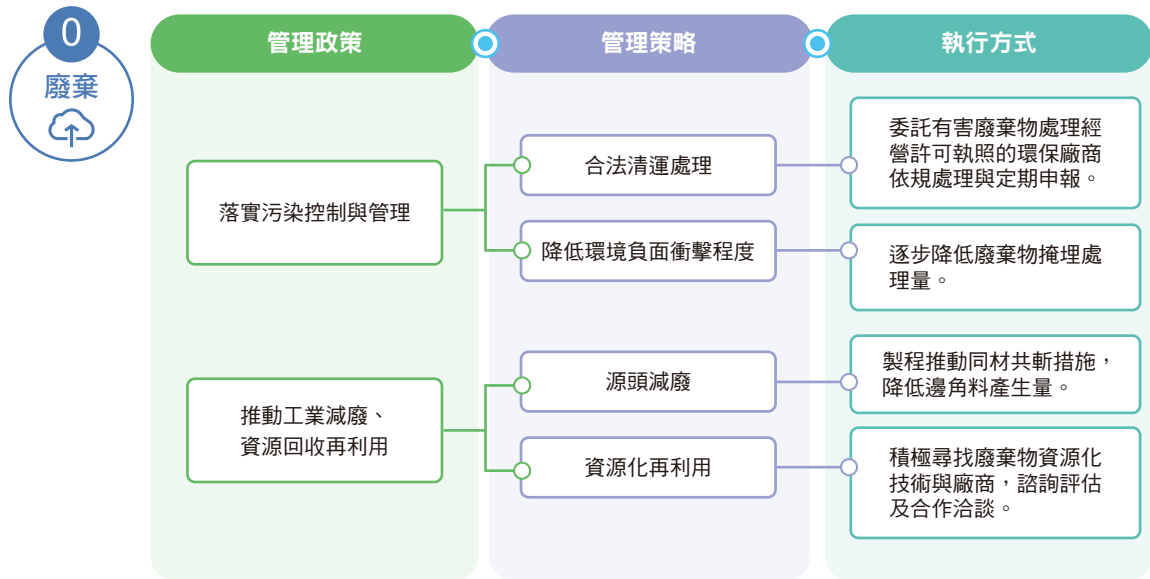 0
廢棄
管理政策
管理策略
執行方式
落實污染控制與管理
合法清運處理
委託有害廢棄物處理經
營許可執照的環保廠商
依規處理與定期申報。
降低環境負面衝擊程度
逐步降低廢棄物掩埋處
理量。
推動工業減廢、
資源回收再利用
源頭減廢
製程推動同材共斬措施，
降低邊角料產生量。
資源化再利用
積極尋找廢棄物資源化
技術與廠商，諮詢評估
及合作洽談。